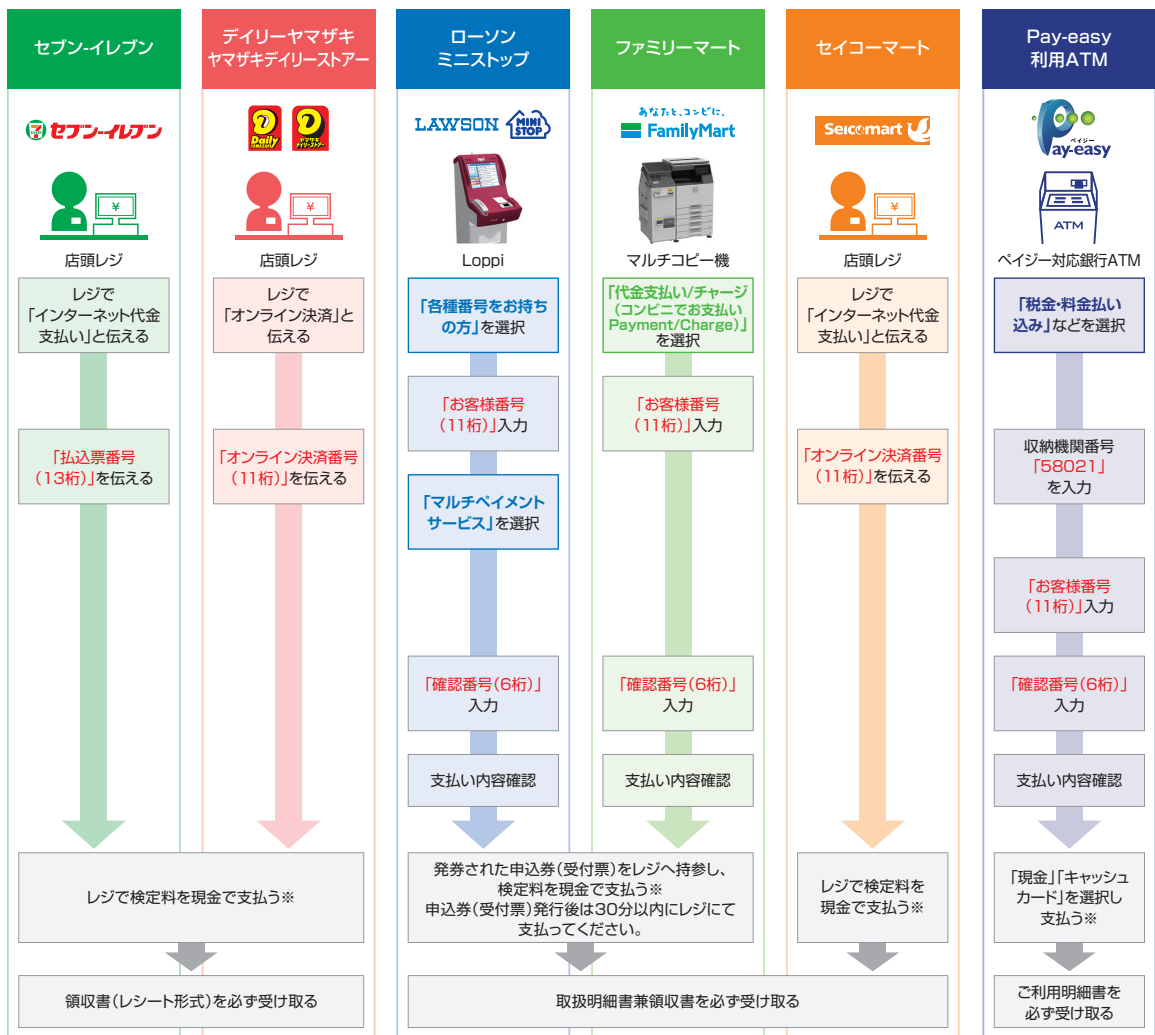 セブン-イレブン
セブン-イレブン
店頭レジ
レジで
「インターネット代金
支払い」と伝える
「払込票番号
(13桁)」を伝える
デイリーヤマザキ
ヤマザキデイリーストアー
Daily
YAMAZAKI
ヤマザキ
デイリーストアー
店頭レジ
レジで
「オンライン決済」と
伝える
「オンライン決済番号
(11桁)」を伝える
レジで検定料を現金で支払う※
領収書(レシート形式)を必ず受け取る
ローソン
ミニストップ
LAWSON
MINI
STOP
Loppi
「各種番号をお持ち
の方」を選択
「お客様番号
(11桁)」入力
「マルチペイメント
サービス」を選択
「確認番号(6桁)」
入力
支払い内容確認
ファミリーマート
あなたと、コンビに、
FamilyMart
マルチコピー機
「代金支払い/チャージ
(コンビニでお支払い
Payment/Charge)」
を選択
「お客様番号
(11桁)」入力
「確認番号(6桁)」
入力
支払い内容確認
発券された申込券(受付票)をレジへ持参し、
検定料を現金で支払う※
申込券(受付票)発行後は30分以内にレジにて
支払ってください。
セイコーマート
Seicomart
¥
店頭レジ
レジで
「インターネット代金
支払い」と伝える
「オンライン決済番号
(11桁)」を伝える
レジで検定料を
現金で支払う※
取扱明細書兼領収書を必ず受け取る
Pay-easy
利用ATM
ペイジー
Pay-easy
ATM
ペイジー対応銀行ATM
「税金・料金払い
込み」などを選択
収納機関番号
「58021」
を入力
「お客様番号
(11桁)」入力
「確認番号(6桁)」
入力
支払い内容確認
「現金」「キャッシュ
カード」を選択し
支払う※
ご利用明細書を
必ず受け取る